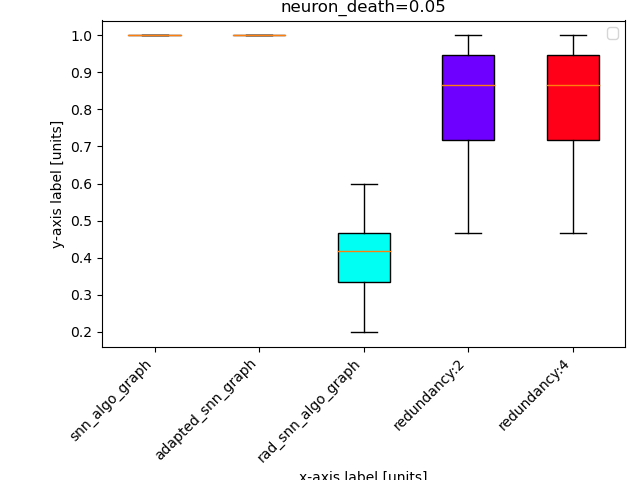 neuron_death=0.05
1.0
0.9
0.8
0.7
0.6
0.5
0.4
0.3
0.2
y-axis label [units]
snn_algo_graph
adapted_snn_graph
rad_snn_algo_graph
redundancy:2
redundancy:4
x-axis label [units]